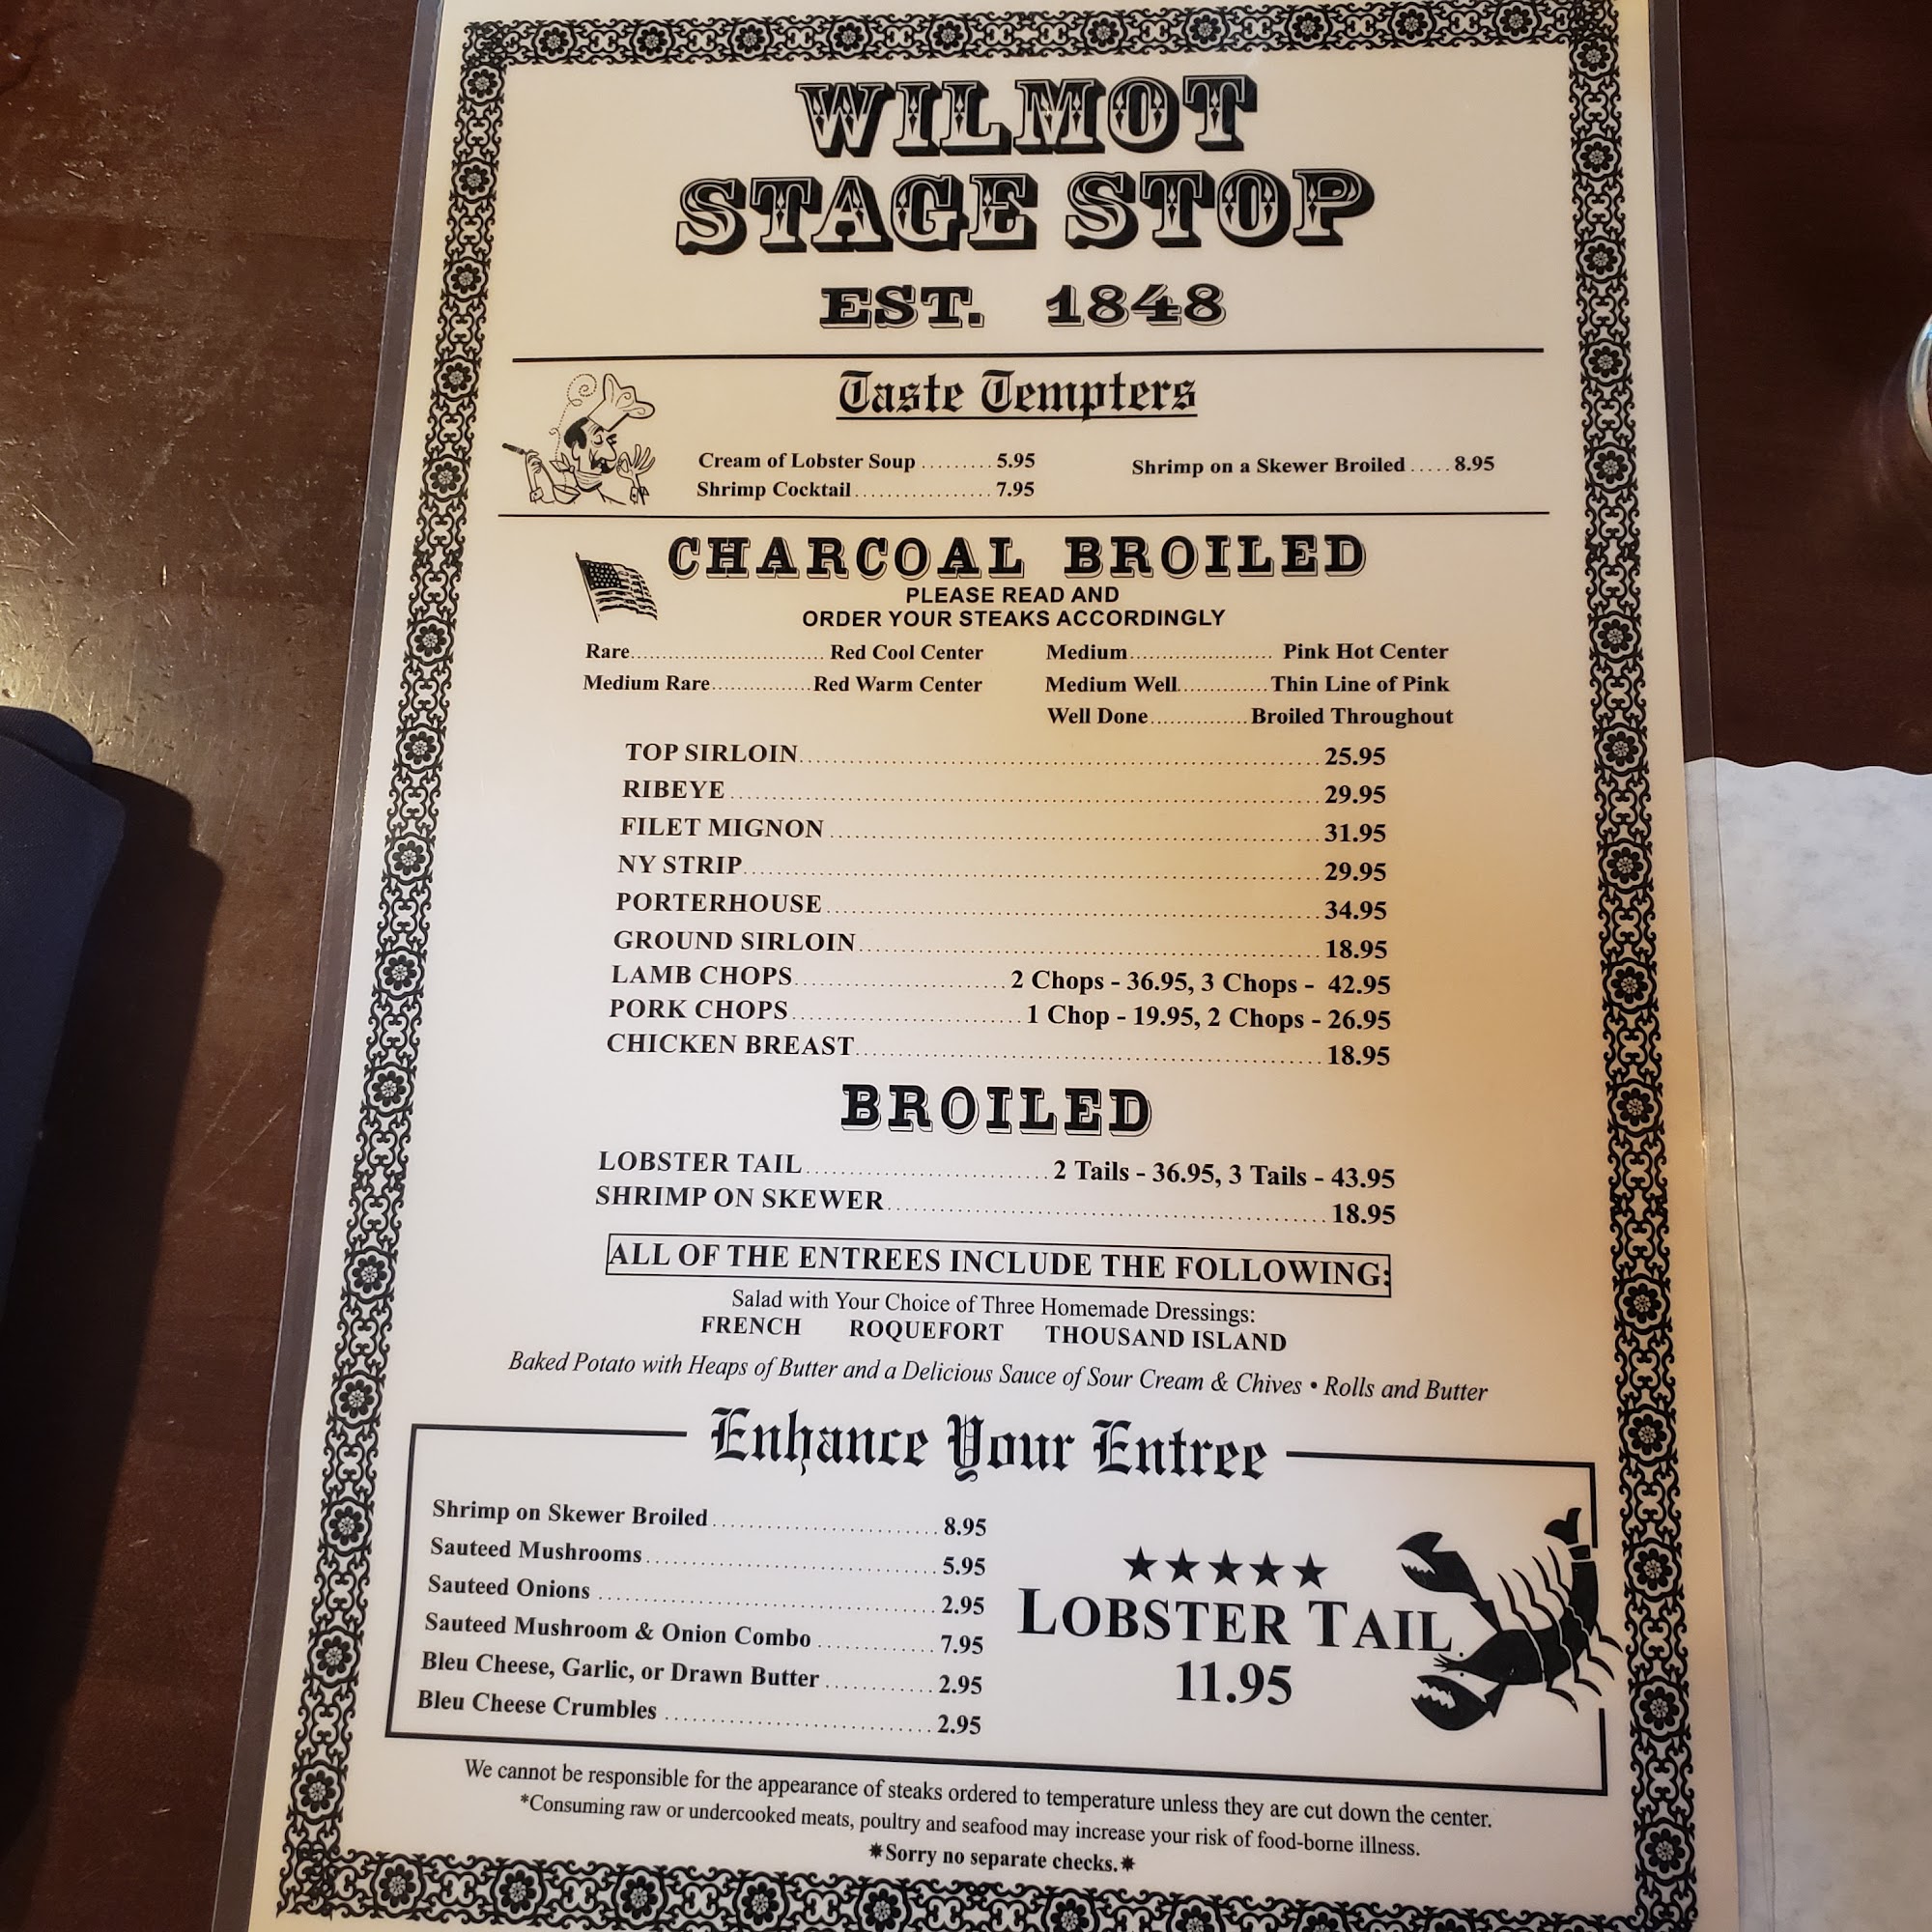 WILMOT
STAGE STOP
EST. 1848
Taste Tempters
Cream of Lobster Soup ......... 5.95
Shrimp Cocktail .................. 7.95
Shrimp on a Skewer Broiled ..... 8.95
CHARCOAL BROILED
PLEASE READ AND
ORDER YOUR STEAKS ACCORDINGLY
Rare............................ Red Cool Center
Medium Rare...............Red Warm Center
Medium..................... Pink Hot Center
Medium Well.............Thin Line of Pink
Well Done...............Broiled Throughout
TOP SIRLOIN.......................................................... 25.95
RIBEYE.................................................................. 29.95
FILET MIGNON....................................................... 31.95
NY STRIP................................................................ 29.95
PORTERHOUSE....................................................... 34.95
GROUND SIRLOIN................................................... 18.95
LAMB CHOPS........................... 2 Chops - 36.95, 3 Chops - 42.95
PORK CHOPS............................. 1 Chop - 19.95, 2 Chops - 26.95
CHICKEN BREAST................................................... 18.95
BROILED
LOBSTER TAIL............................... 2 Tails - 36.95, 3 Tails - 43.95
SHRIMP ON SKEWER................................................ 18.95
ALL OF THE ENTREES INCLUDE THE FOLLOWING:
Salad with Your Choice of Three Homemade Dressings:
FRENCH ROQUEFORT THOUSAND ISLAND
Baked Potato with Heaps of Butter and a Delicious Sauce of Sour Cream & Chives • Rolls and Butter
Enhance Your Entree
Shrimp on Skewer Broiled............................ 8.95
Sauteed Mushrooms................................... 5.95
Sauteed Onions ......................................... 2.95
Sauteed Mushroom & Onion Combo .............. 7.95
Bleu Cheese, Garlic, or Drawn Butter ............. 2.95
Bleu Cheese Crumbles ................................ 2.95
★★★★★
LOBSTER TAIL
11.95
We cannot be responsible for the appearance of steaks ordered to temperature unless they are cut down the center.
*Consuming raw or undercooked meats, poultry and seafood may increase your risk of food-borne illness.
✷Sorry no separate checks.✷